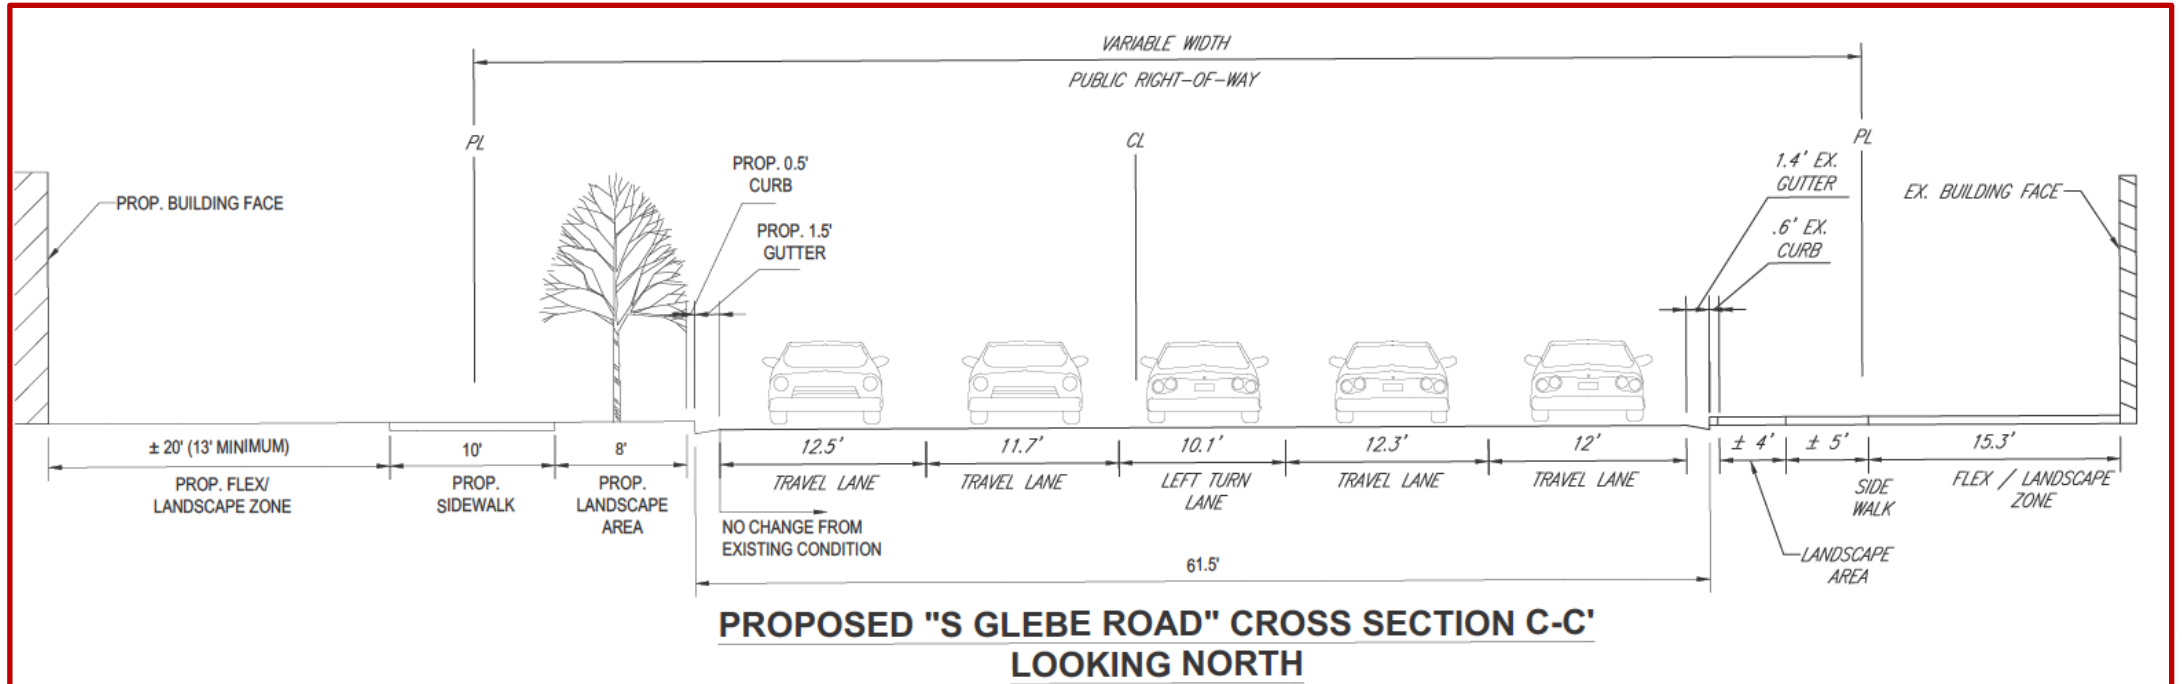 VARIABLE WIDTH
PUBLIC RIGHT-OF-WAY
PL
CL
PL
PROP. BUILDING FACE
PROP. 0.5'
CURB
PROP. 1.5'
GUTTER
1.4' EX.
GUTTER
.6' EX.
CURB
EX. BUILDING FACE
± 20' (13' MINIMUM)
PROP. FLEX/
LANDSCAPE ZONE
10'
PROP.
SIDEWALK
8'
PROP.
LANDSCAPE
AREA
12.5'
TRAVEL LANE
11.7'
TRAVEL LANE
10.1'
LEFT TURN
LANE
12.3'
TRAVEL LANE
12'
TRAVEL LANE
± 4'
± 5'
15.3'
SIDE
WALK
FLEX / LANDSCAPE
ZONE
LANDSCAPE
AREA
NO CHANGE FROM
EXISTING CONDITION
61.5'
PROPOSED "S GLEBE ROAD" CROSS SECTION C-C'
LOOKING NORTH